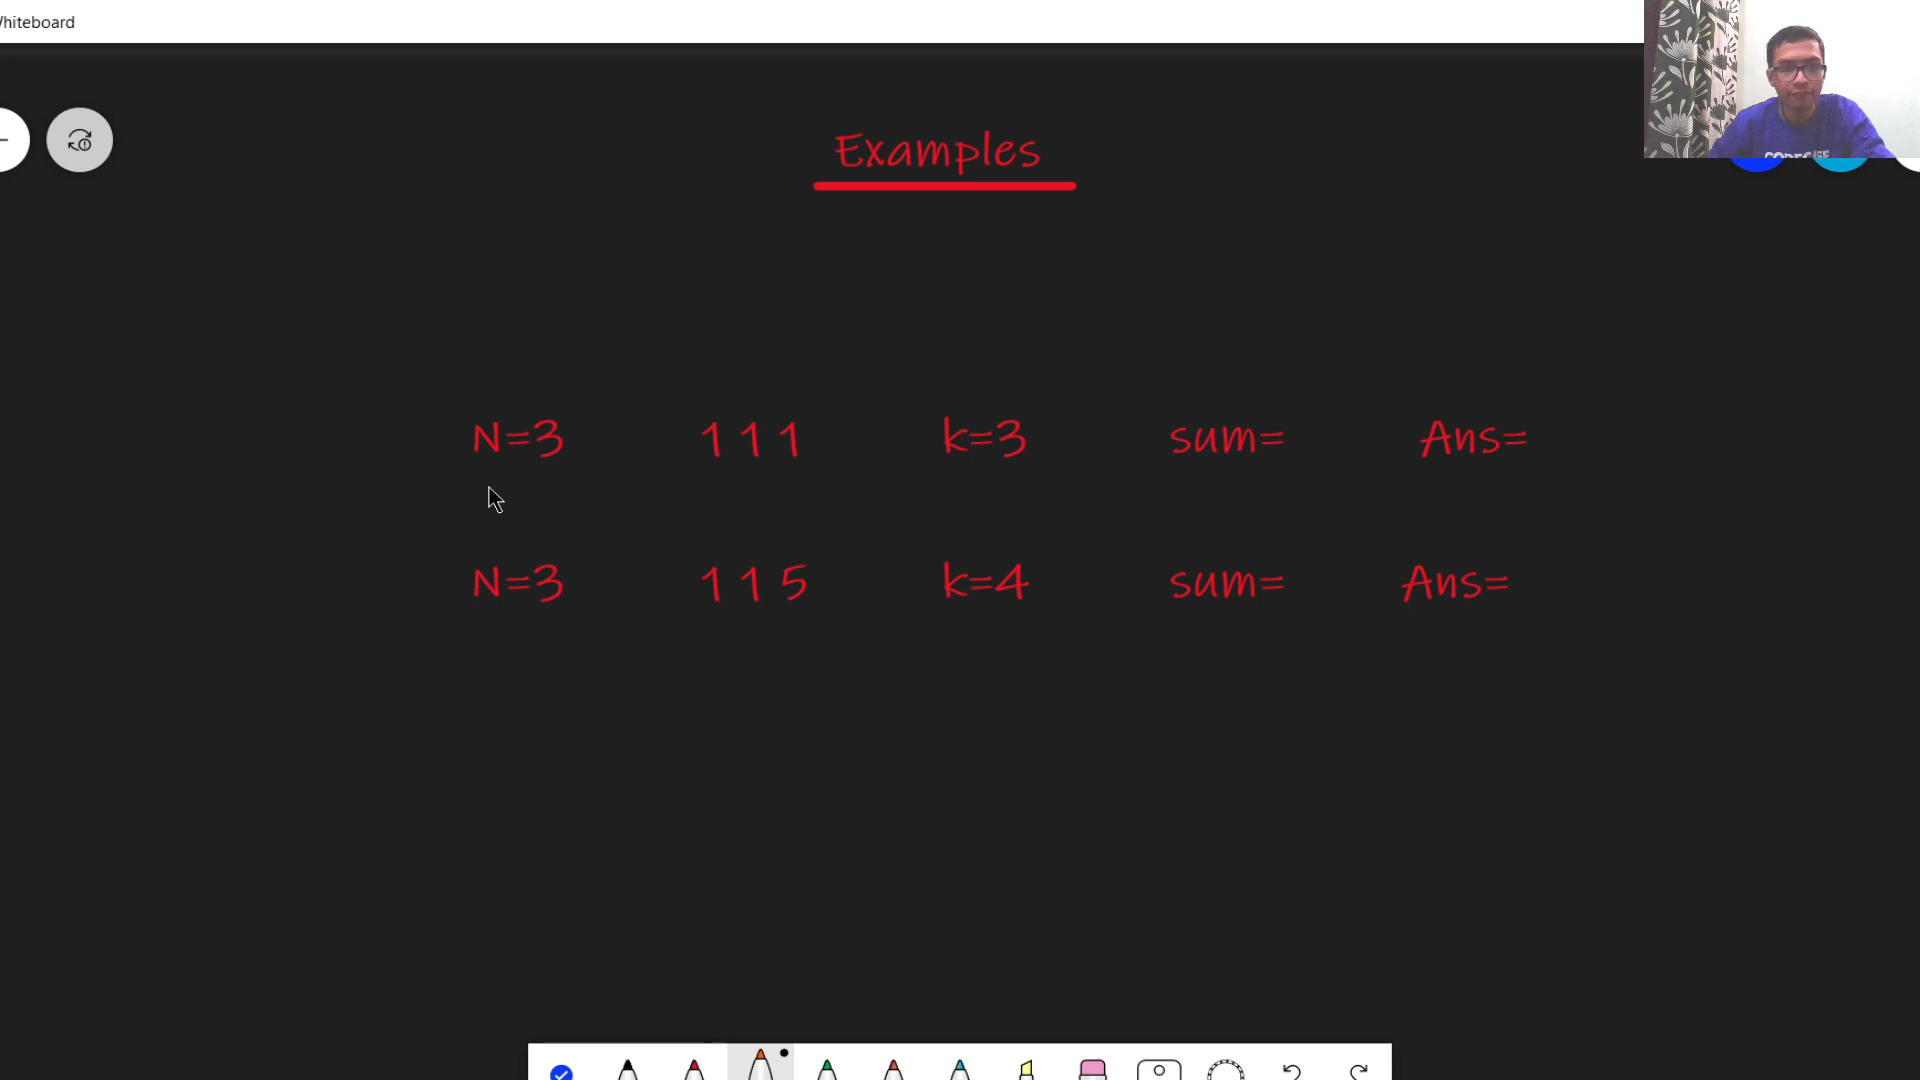 Whiteboard
Examples
N=3 1 1 1 k=3 sum= Ans=
N=3 1 1 5 k=4 sum= Ans=